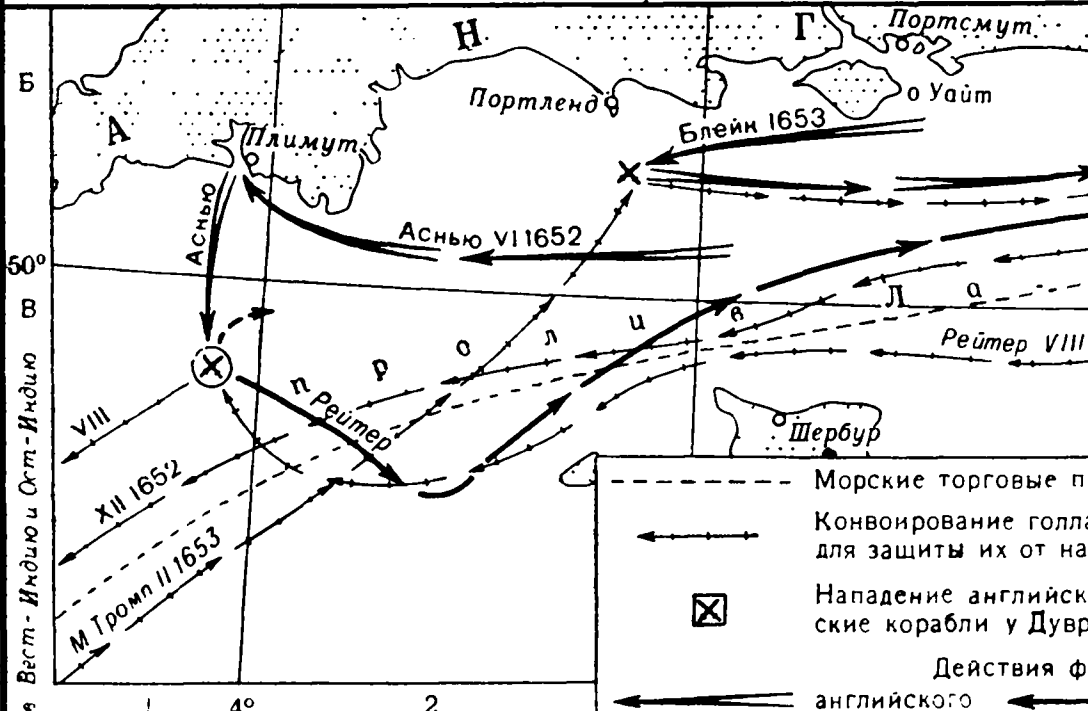 Н
Г
Портсмут
Б
А
Портленд
о Уайт
Плимут
Блейк 1653
Аснью
Аснью VI 1652
50°
В
п р о л и в
Л а
Рейтер VIII
Рейтер
VIII
Шербур
XII 1652
М Тромп II 1653
Вест-Индию и Ост-Индию
Морские торговые п
Конвоирование голла
для защиты их от на
Нападение английск
ские корабли у Дувр
Действия ф
английского
4°
2